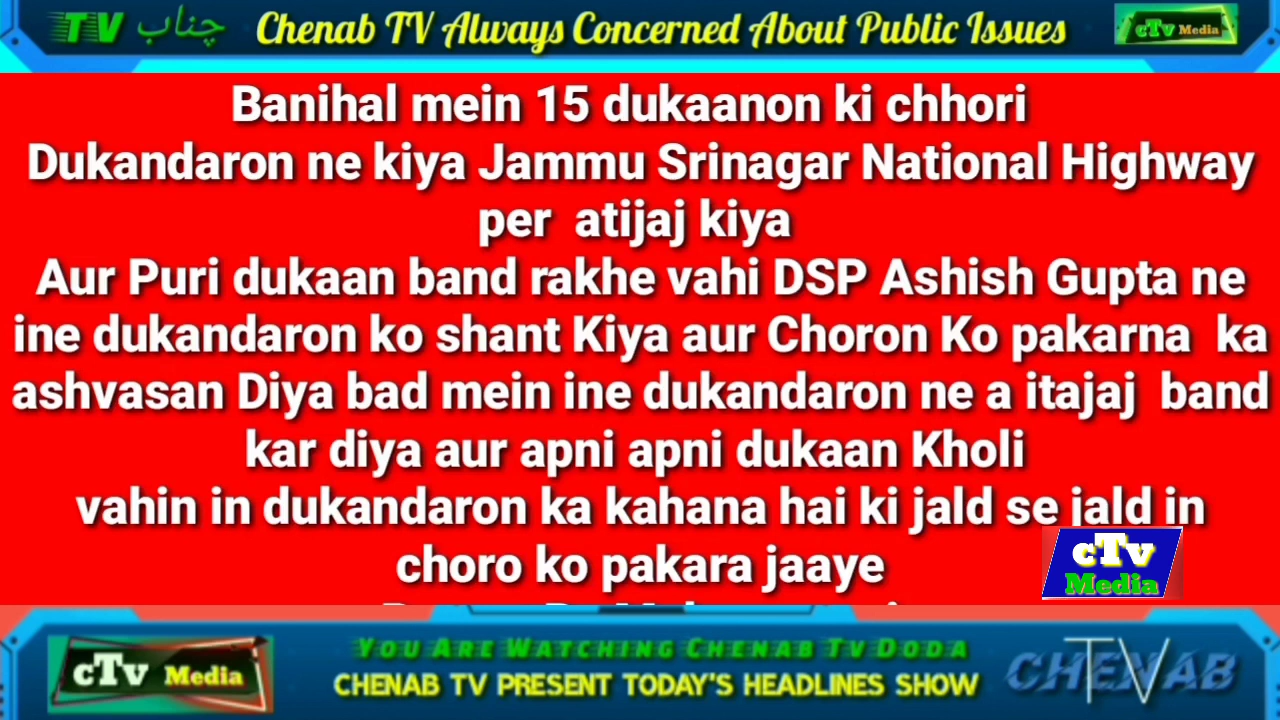 TV چناب
Chenab TV Always Concerned About Public Issues
cTv Media
Banihal mein 15 dukaanon ki chhori
Dukandaron ne kiya Jammu Srinagar National Highway
per atijaj kiya
Aur Puri dukaan band rakhe vahi DSP Ashish Gupta ne
ine dukandaron ko shant Kiya aur Choron Ko pakarna ka
ashvasan Diya bad mein ine dukandaron ne a itajaj band
kar diya aur apni apni dukaan Kholi
vahin in dukandaron ka kahana hai ki jald se jald in
choro ko pakara jaaye
cTv
Media
cTv Media
You Are Watching Chenab Tv Doda
CHENAB TV PRESENT TODAY'S HEADLINES SHOW
CHENAB TV